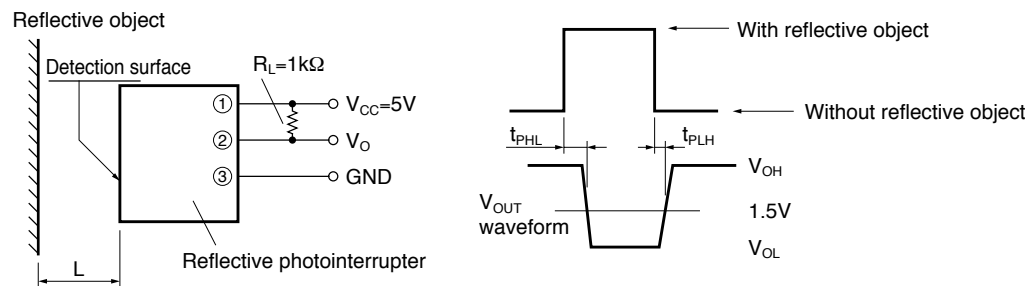 Reflective object
Detection surface
R_L=1kΩ
① V_CC=5V
② V_O
③ GND
Reflective photointerrupter
L
With reflective object
Without reflective object
t_PHL
t_PLH
V_OH
V_OUT
waveform
1.5V
V_OL